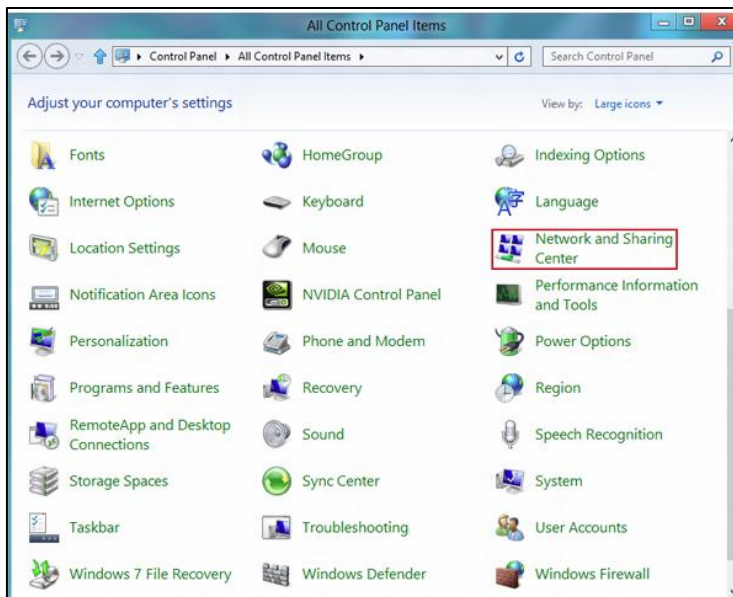 All Control Panel Items
Control Panel
All Control Panel Items
Search Control Panel
Adjust your computer's settings
View by: Large icons
Fonts
HomeGroup
Indexing Options
Internet Options
Keyboard
Language
Location Settings
Mouse
Network and Sharing
Center
Notification Area Icons
NVIDIA Control Panel
Performance Information
and Tools
Personalization
Phone and Modem
Power Options
Programs and Features
Recovery
Region
RemoteApp and Desktop
Connections
Sound
Speech Recognition
Storage Spaces
Sync Center
System
Taskbar
Troubleshooting
User Accounts
Windows 7 File Recovery
Windows Defender
Windows Firewall